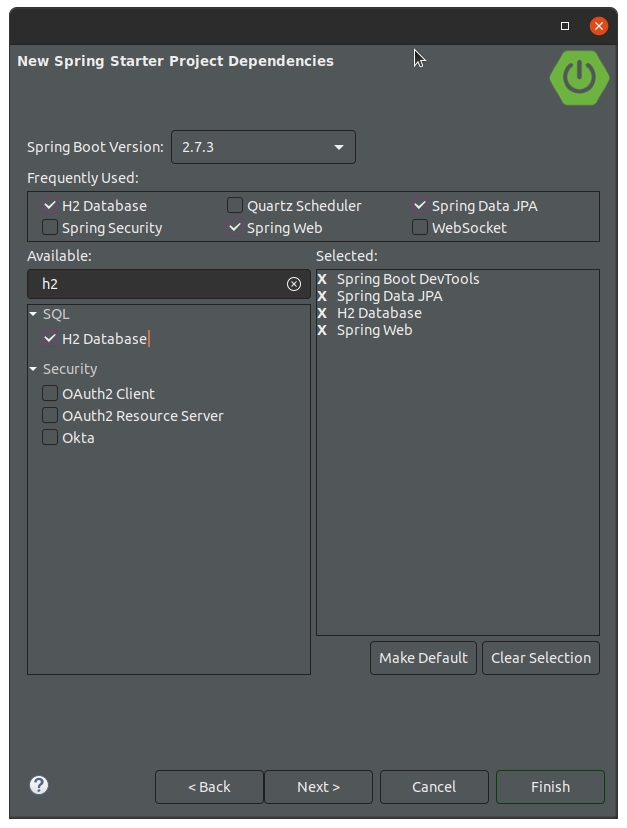 New Spring Starter Project Dependencies
Spring Boot Version: 2.7.3
Frequently Used:
H2 Database Quartz Scheduler Spring Data JPA
Spring Security Spring Web WebSocket
Available: Selected:
h2
SQL
H2 Database
Security
OAuth2 Client
OAuth2 Resource Server
Okta
X Spring Boot DevTools
X Spring Data JPA
X H2 Database
X Spring Web
Make Default Clear Selection
? < Back Next > Cancel Finish